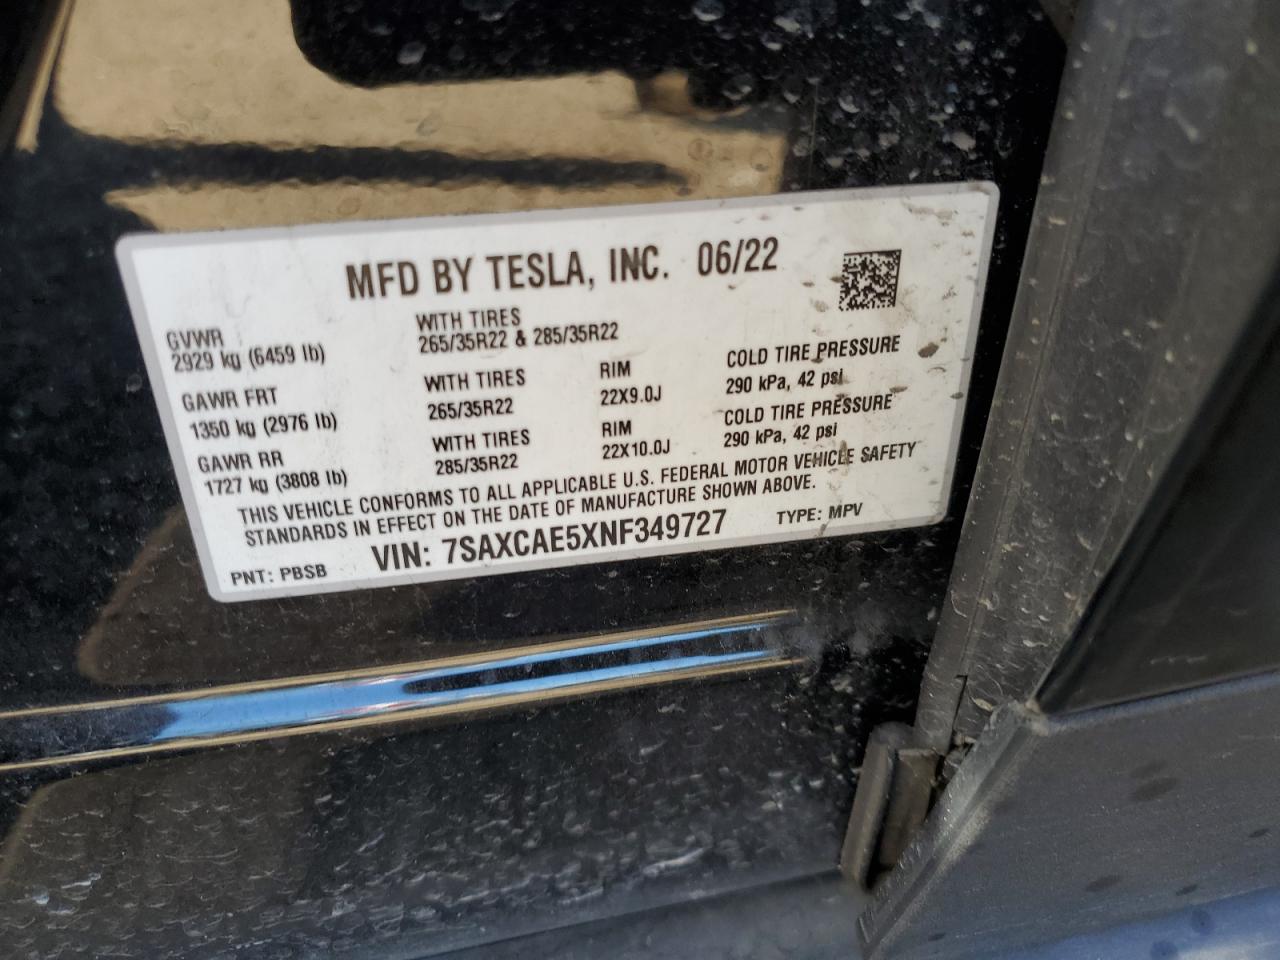 MFD BY TESLA, INC. 06/22
GVWR
2929 kg (6459 lb)
WITH TIRES
265/35R22 & 285/35R22
GAWR FRT
1350 kg (2976 lb)
WITH TIRES
265/35R22
RIM
22X9.0J
COLD TIRE PRESSURE
290 kPa, 42 psi
GAWR RR
1727 kg (3808 lb)
WITH TIRES
285/35R22
RIM
22X10.0J
COLD TIRE PRESSURE
290 kPa, 42 psi
THIS VEHICLE CONFORMS TO ALL APPLICABLE U.S. FEDERAL MOTOR VEHICLE SAFETY
STANDARDS IN EFFECT ON THE DATE OF MANUFACTURE SHOWN ABOVE.
PNT: PBSB
VIN: 7SAXCAE5XNF349727
TYPE: MPV